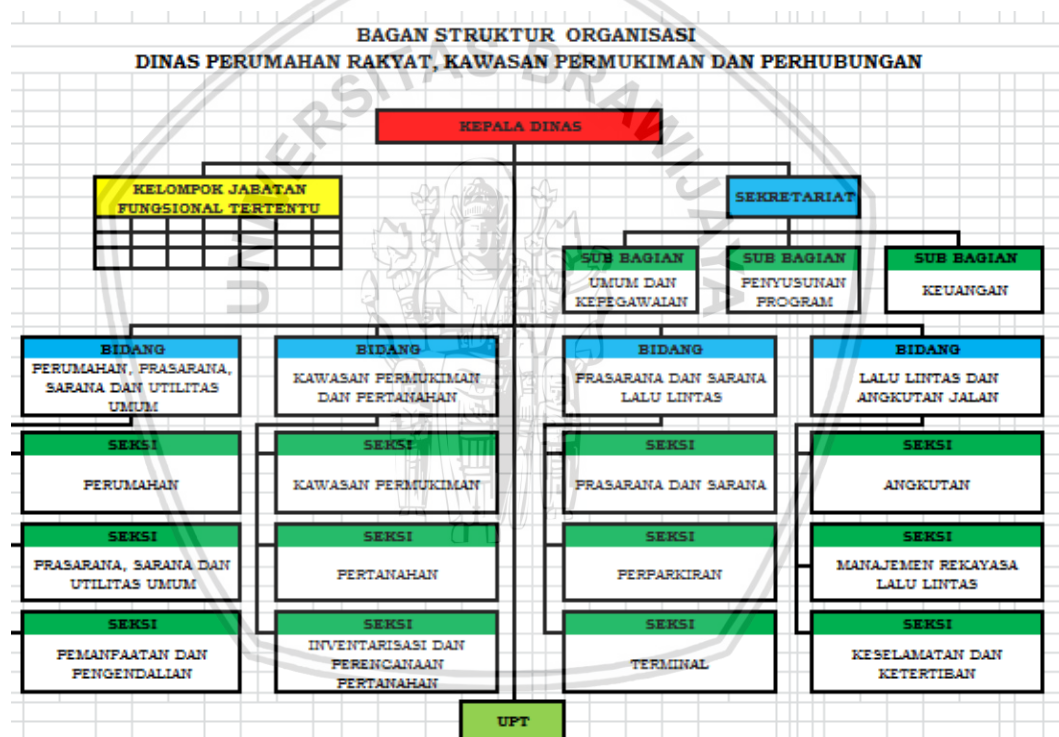 BAGAN STRUKTUR ORGANISASI
DINAS PERUMAHAN RAKYAT, KAWASAN PERMUKIMAN DAN PERHUBUNGAN
UNIVERSITAS BRAWIJAYA
KEPALA DINAS
KELOMPOK JABATAN
FUNGSIONAL TERTENTU
SEKRETARIAT
SUB BAGIAN
UMUM DAN
KEPEGAWAIAN
SUB BAGIAN
PENYUSUNAN
PROGRAM
SUB BAGIAN
KEUANGAN
BIDANG
PERUMAHAN, PRASARANA,
SARANA DAN UTILITAS
UMUM
BIDANG
KAWASAN PERMUKIMAN
DAN PERTANAHAN
BIDANG
PRASARANA DAN SARANA
LALU LINTAS
BIDANG
LALU LINTAS DAN
ANGKUTAN JALAN
SEKSI
PERUMAHAN
SEKSI
KAWASAN PERMUKIMAN
SEKSI
PRASARANA DAN SARANA
SEKSI
ANGKUTAN
SEKSI
PRASARANA, SARANA DAN
UTILITAS UMUM
SEKSI
PERTANAHAN
SEKSI
PERPARKIRAN
SEKSI
MANAJEMEN REKAYASA
LALU LINTAS
SEKSI
PEMANFAATAN DAN
PENGENDALIAN
SEKSI
INVENTARISASI DAN
PERENCANAAN
PERTANAHAN
SEKSI
TERMINAL
SEKSI
KESELAMATAN DAN
KETERTIBAN
UPT